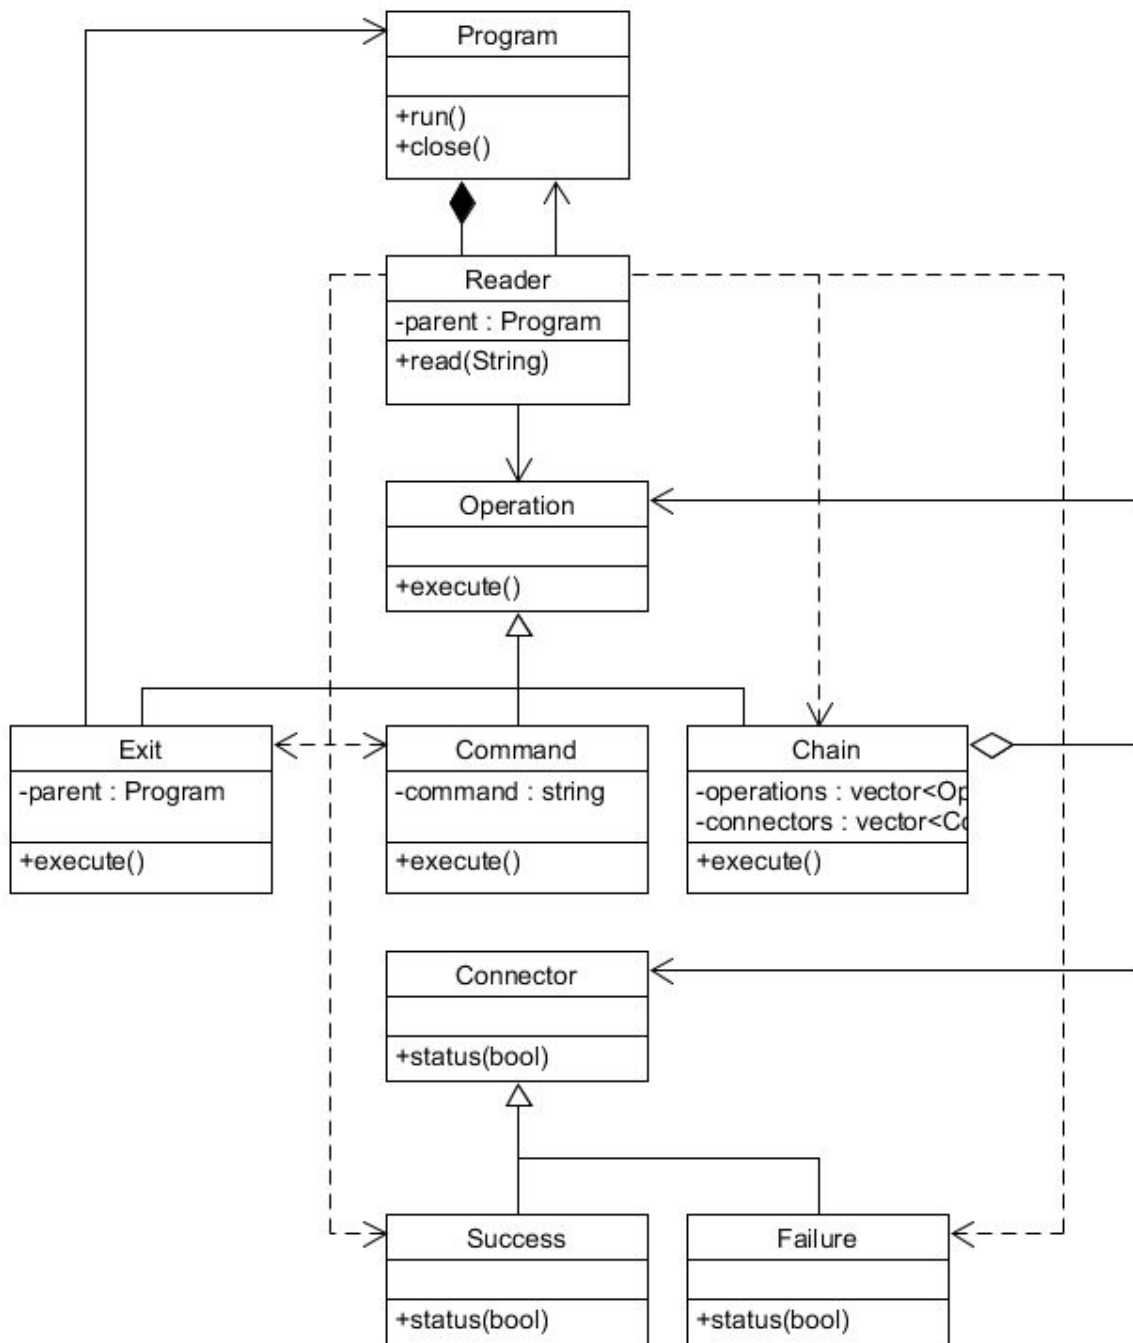 Program
+run()
+close()
Reader
-parent : Program
+read(String)
Operation
+execute()
Exit
-parent : Program
+execute()
Command
-command : string
+execute()
Chain
-operations : vector<Op
-connectors : vector<Co
+execute()
Connector
+status(bool)
Success
+status(bool)
Failure
+status(bool)